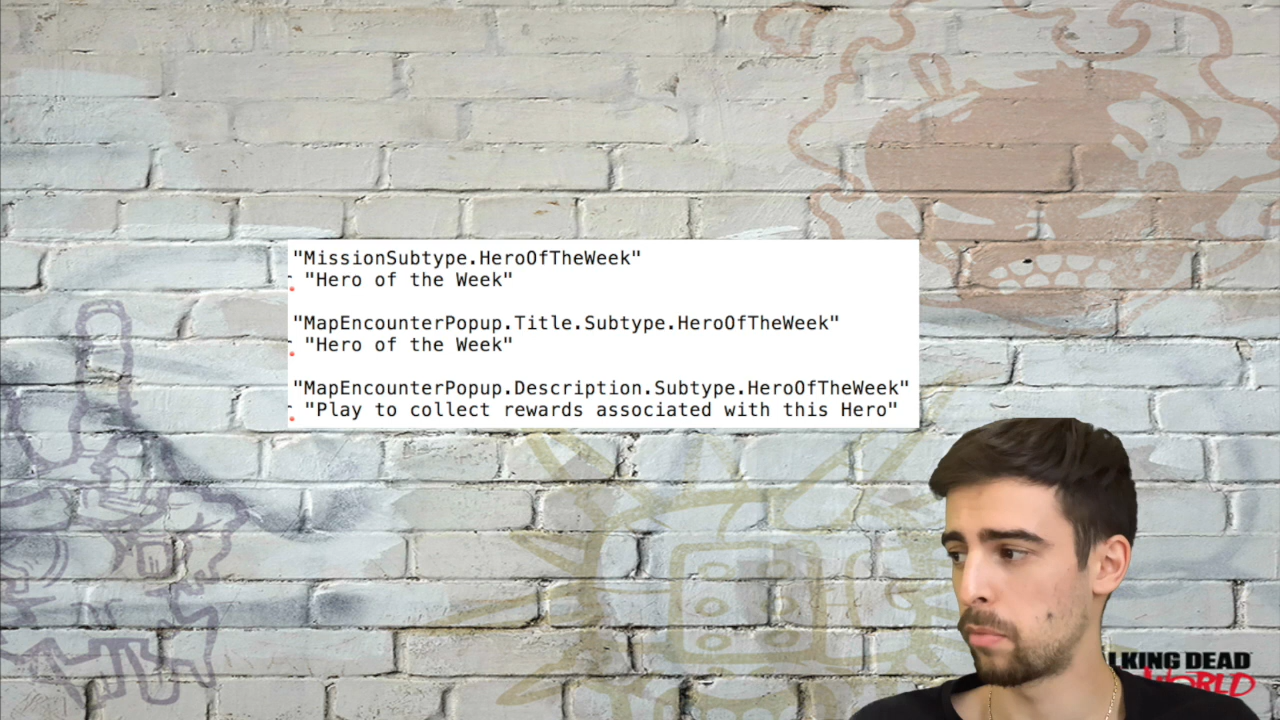 "MissionSubtype.HeroOfTheWeek"
"Hero of the Week"
"MapEncounterPopup.Title.Subtype.HeroOfTheWeek"
"Hero of the Week"
"MapEncounterPopup.Description.Subtype.HeroOfTheWeek"
"Play to collect rewards associated with this Hero"
LKING DEAD
ORLD